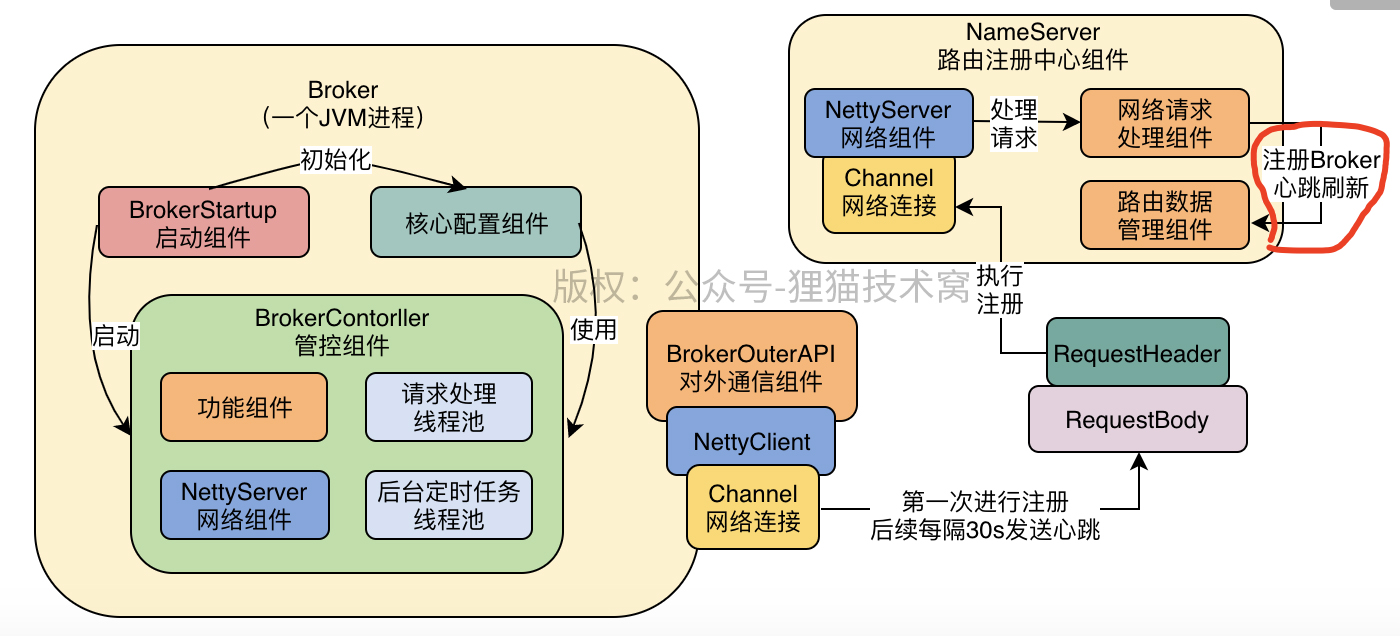 Broker
（一个JVM进程）
初始化
BrokerStartup
启动组件
核心配置组件
启动
使用
BrokerContorller
管控组件
功能组件
请求处理
线程池
NettyServer
网络组件
后台定时任务
线程池
版权：公众号-狸猫技术窝
BrokerOuterAPI
对外通信组件
NettyClient
Channel
网络连接
第一次进行注册
后续每隔30s发送心跳
RequestHeader
RequestBody
执行
注册
NameServer
路由注册中心组件
NettyServer
网络组件
处理
请求
网络请求
处理组件
Channel
网络连接
路由数据
管理组件
注册Broker
心跳刷新